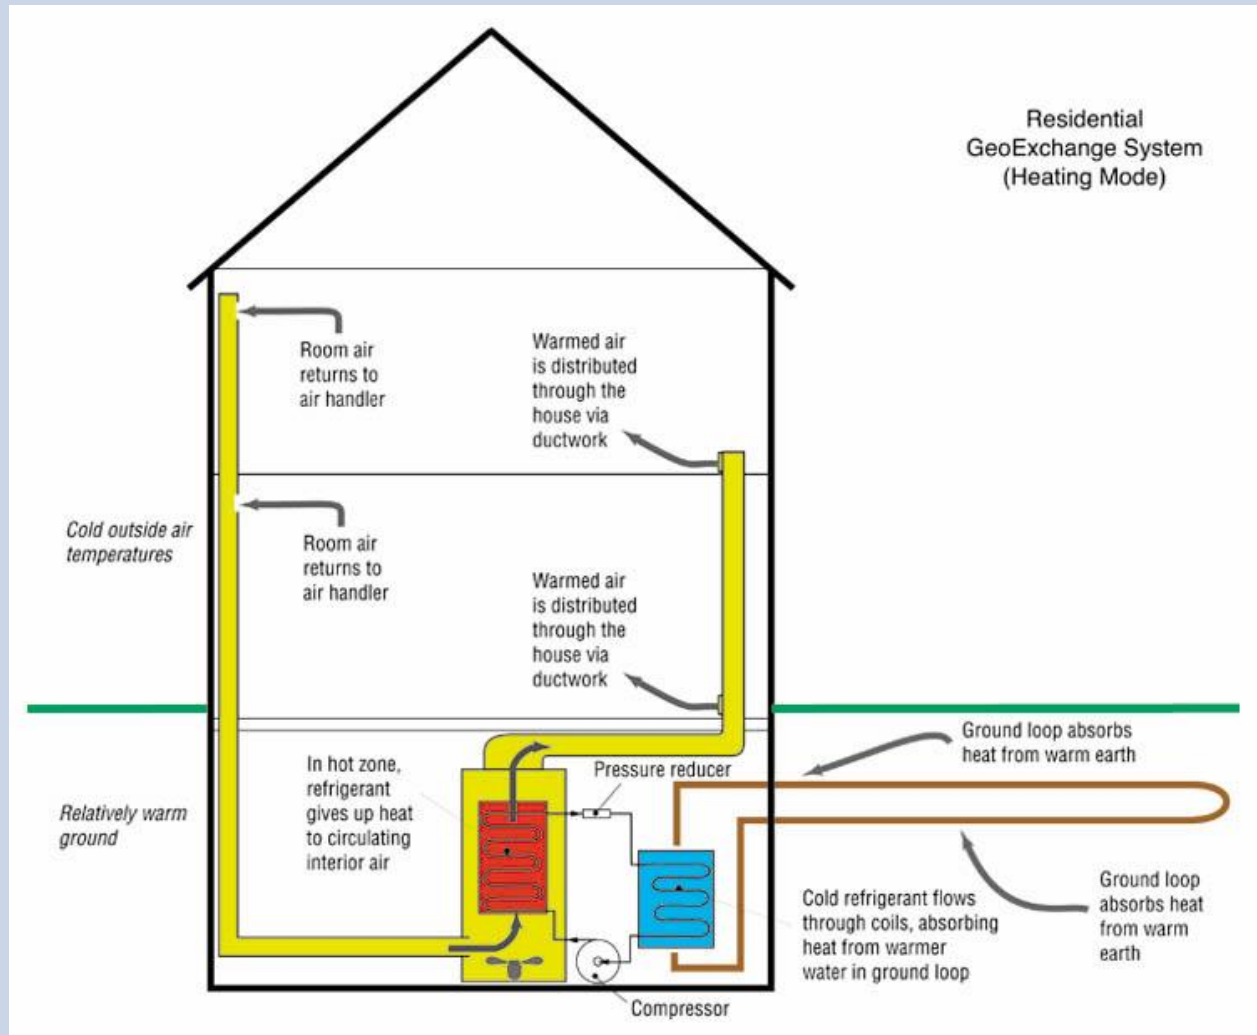 Residential
GeoExchange System
(Heating Mode)
Room air
returns to
air handler
Warmed air
is distributed
through the
house via
ductwork
Cold outside air
temperatures
Room air
returns to
air handler
Warmed air
is distributed
through the
house via
ductwork
Ground loop absorbs
heat from warm earth
In hot zone,
refrigerant
gives up heat
to circulating
interior air
Pressure reducer
Relatively warm
ground
Cold refrigerant flows
through coils, absorbing
heat from warmer
water in ground loop
Ground loop
absorbs heat
from warm
earth
Compressor